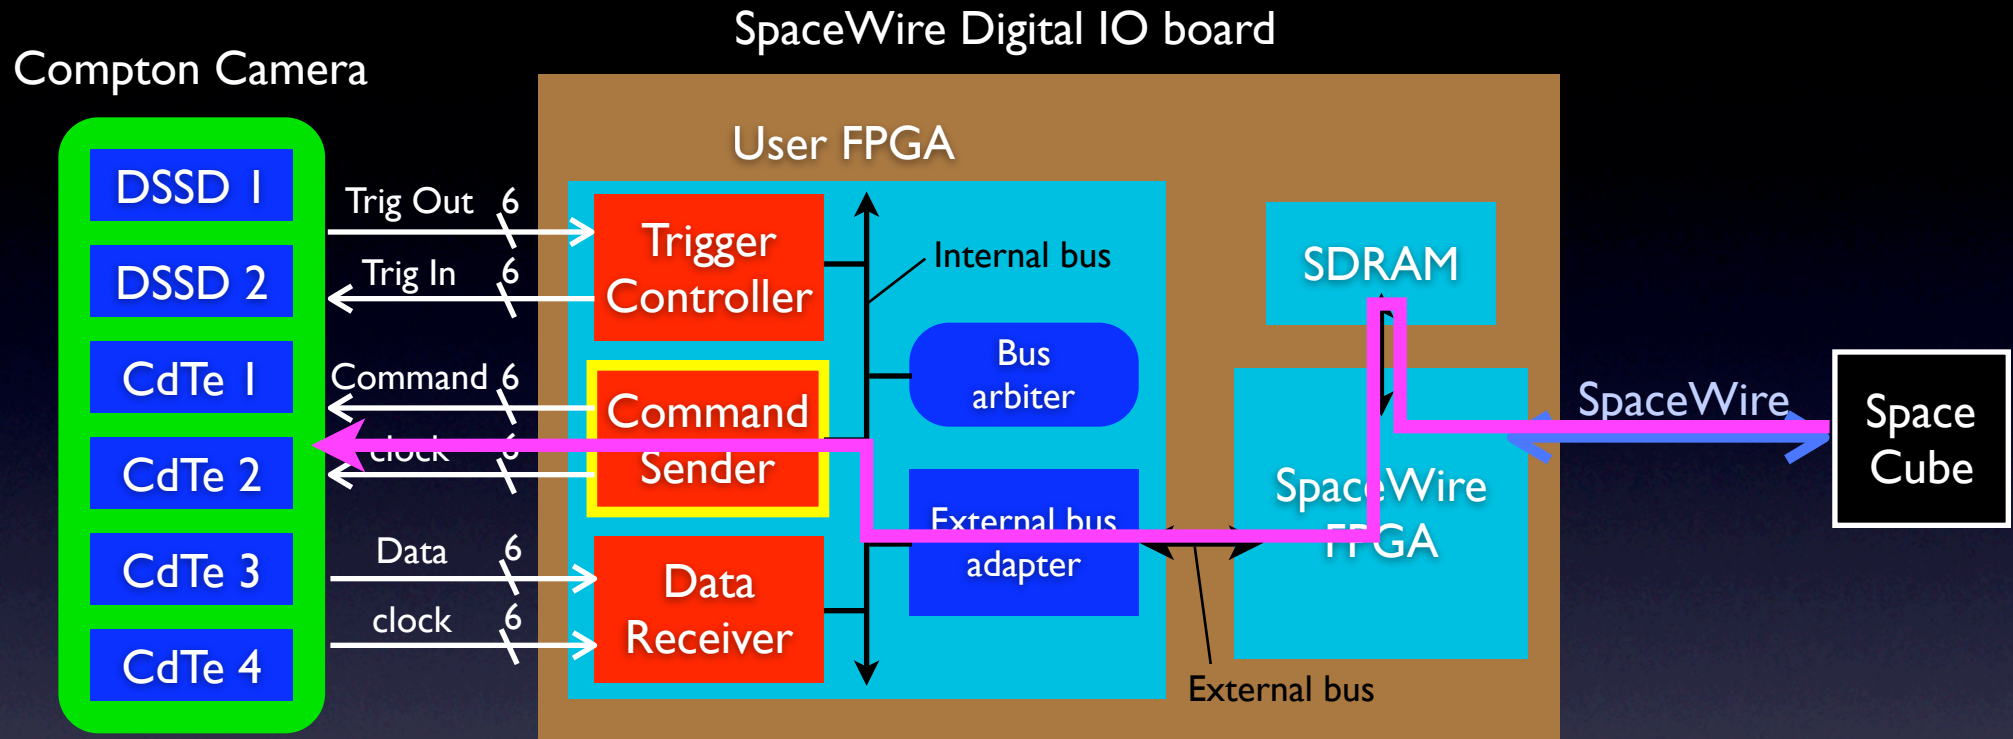 SpaceWire Digital IO board
Compton Camera
User FPGA
DSSD 1
DSSD 2
CdTe 1
CdTe 2
CdTe 3
CdTe 4
Trig Out 6
Trig In 6
Command 6
clock 6
Data 6
clock 6
Trigger
Controller
Command
Sender
Data
Receiver
Internal bus
Bus
arbiter
External bus
adapter
SDRAM
SpaceWire
FPGA
External bus
SpaceWire
Space
Cube